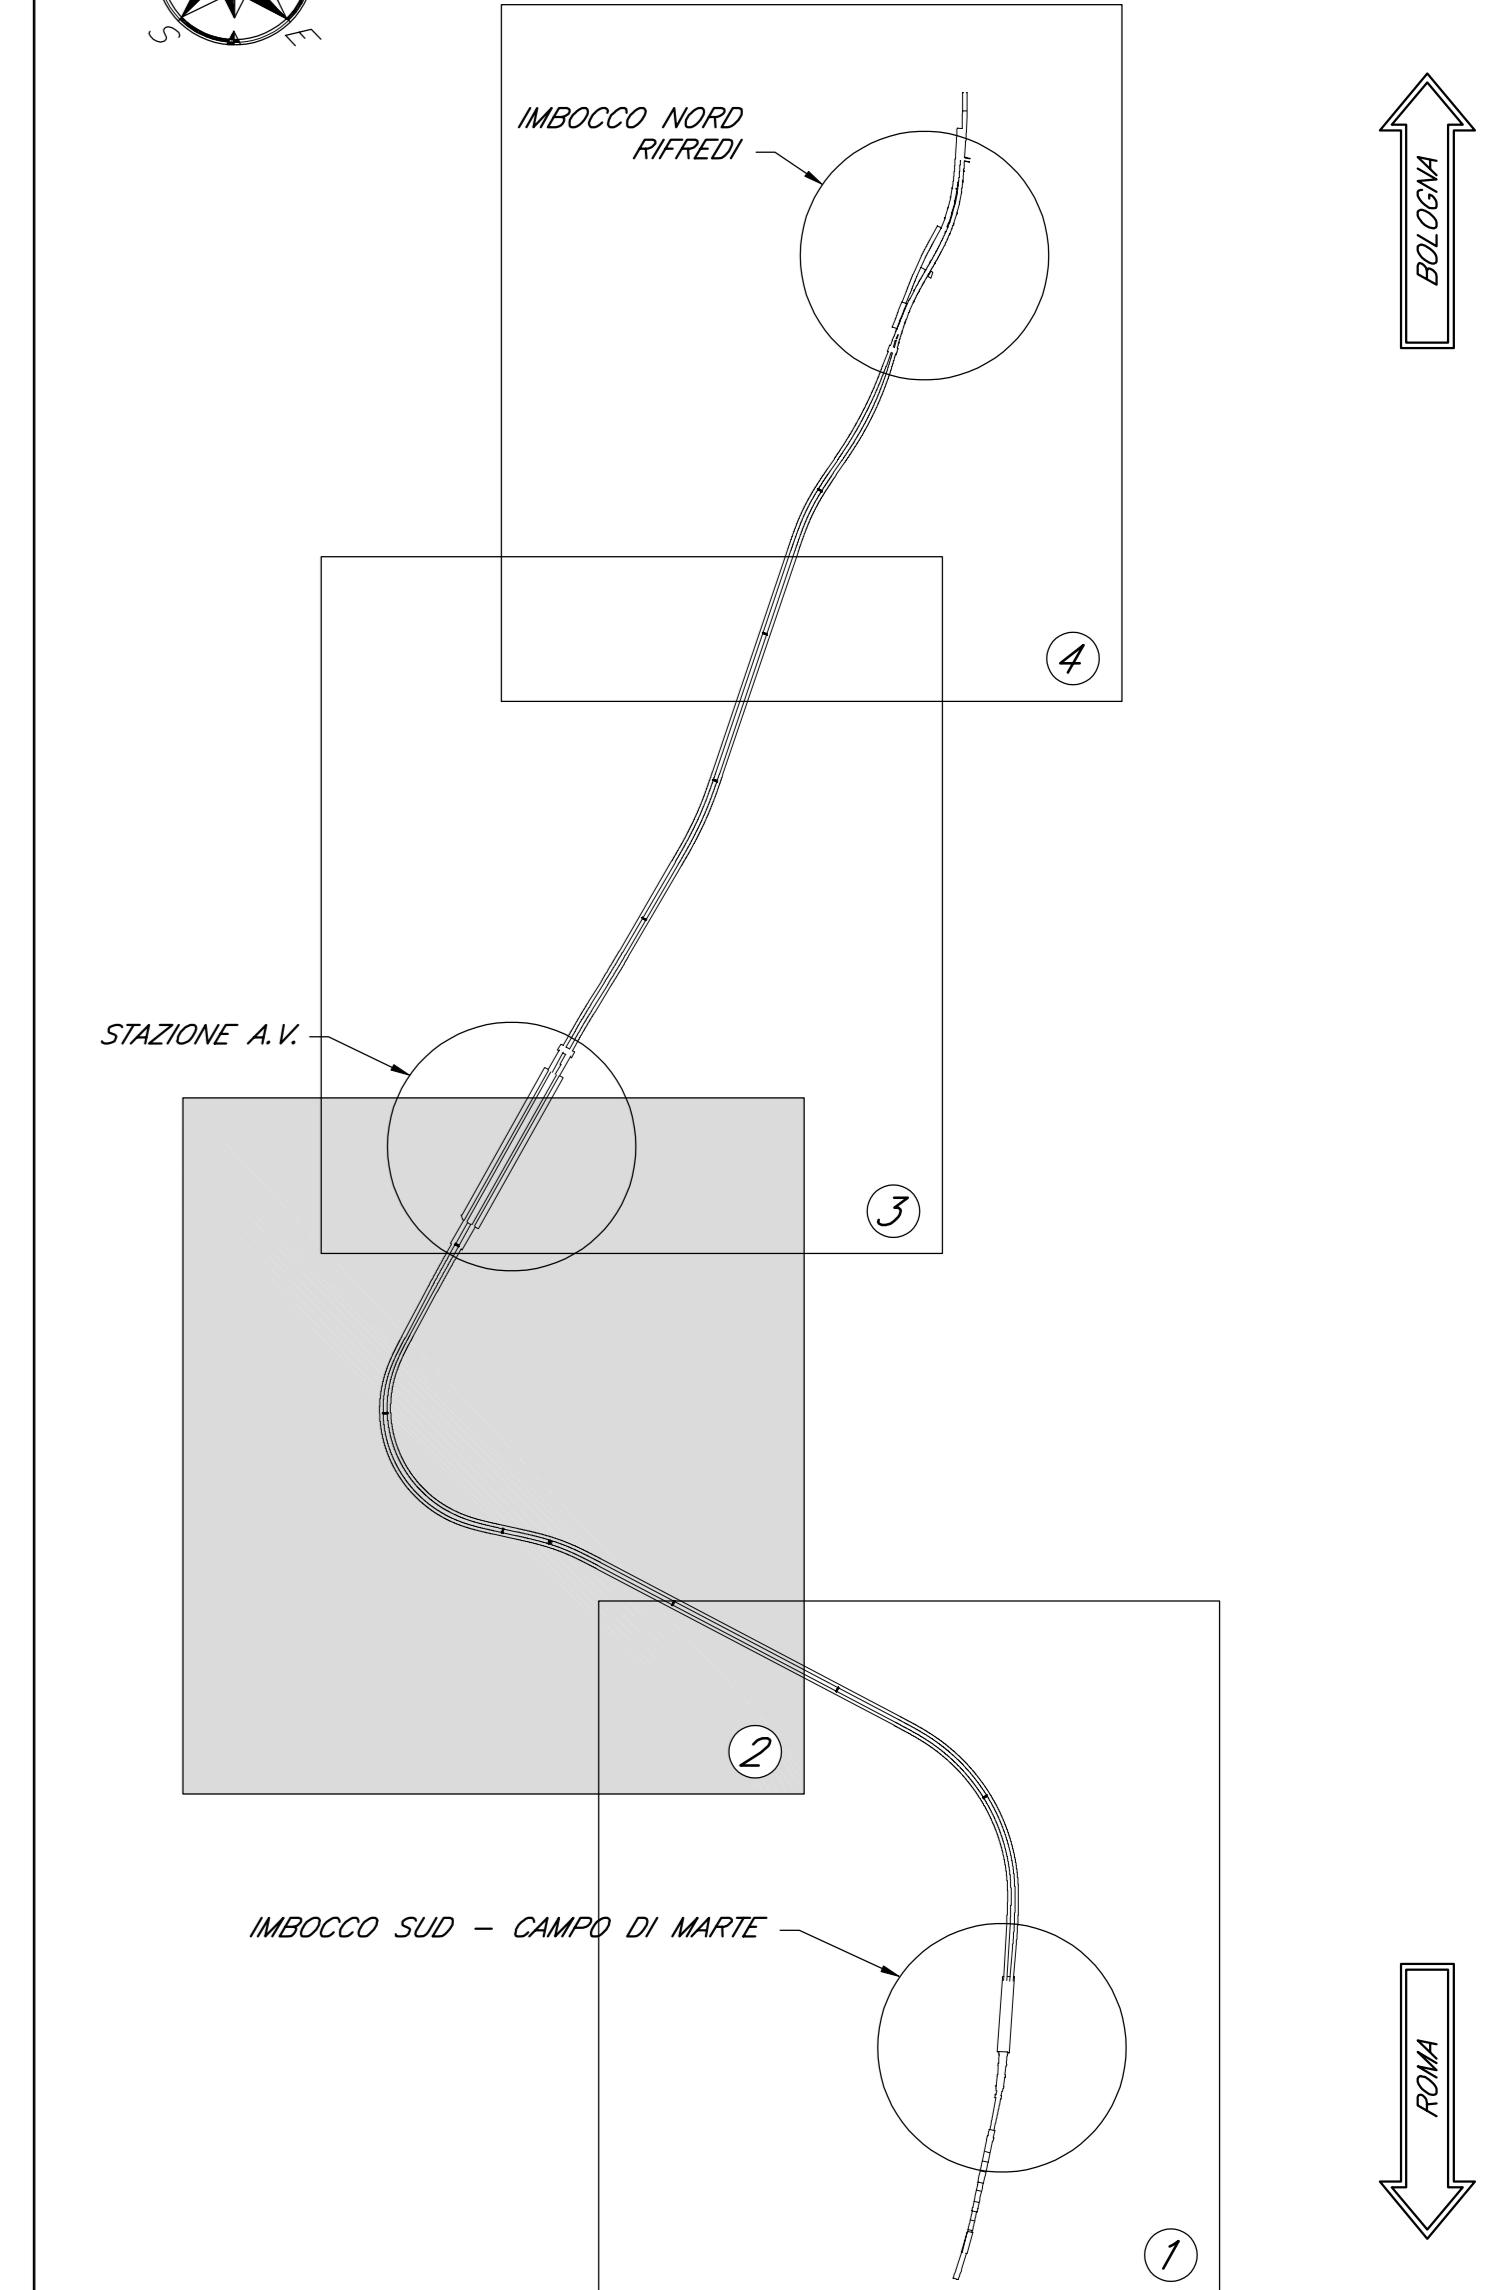 S
E
IMBOCCO NORD
RIFREDI
BOLOGNA
4
STAZIONE A.V.
3
2
IMBOCCO SUD – CAMPO DI MARTE
ROMA
1